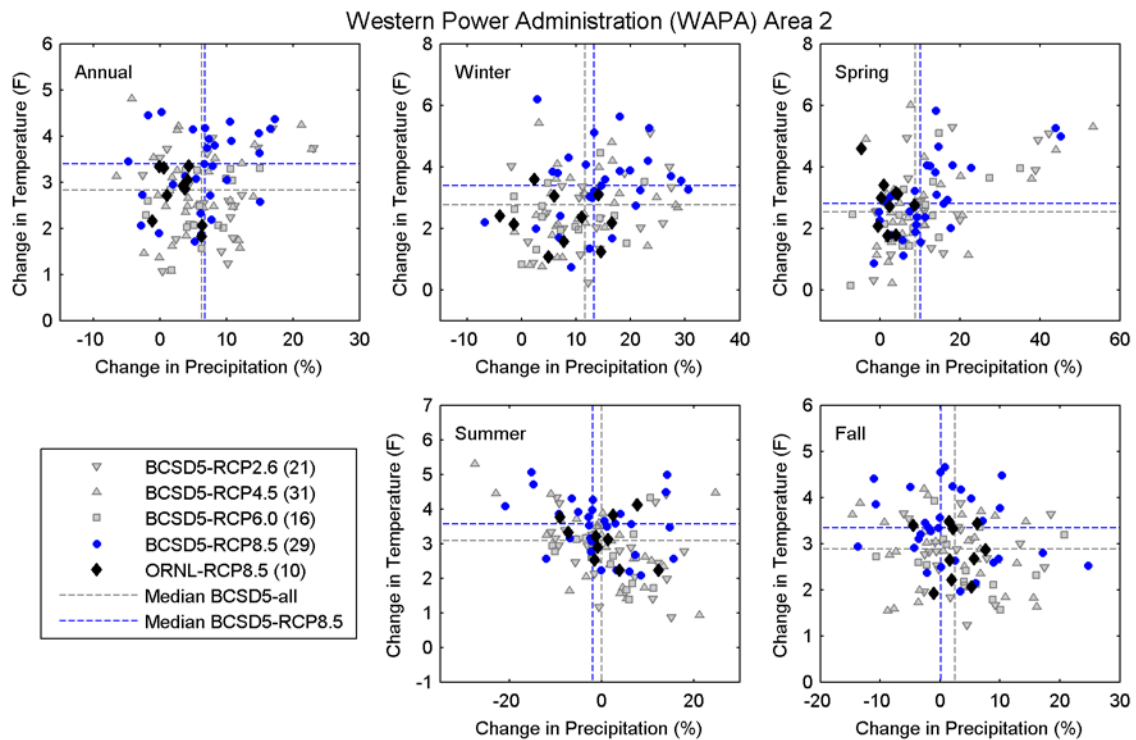 Western Power Administration (WAPA) Area 2
Annual
Change in Temperature (F)
6
5
4
3
2
1
0
-10 0 10 20 30
Change in Precipitation (%)
Winter
Change in Temperature (F)
8
6
4
2
0
-10 0 10 20 30 40
Change in Precipitation (%)
Spring
Change in Temperature (F)
8
6
4
2
0
0 20 40 60
Change in Precipitation (%)
BCSD5-RCP2.6 (21)
BCSD5-RCP4.5 (31)
BCSD5-RCP6.0 (16)
BCSD5-RCP8.5 (29)
ORNL-RCP8.5 (10)
Median BCSD5-all
Median BCSD5-RCP8.5
Summer
Change in Temperature (F)
7
6
5
4
3
2
1
0
-1
-20 0 20
Change in Precipitation (%)
Fall
Change in Temperature (F)
6
5
4
3
2
1
0
-20 -10 0 10 20 30
Change in Precipitation (%)